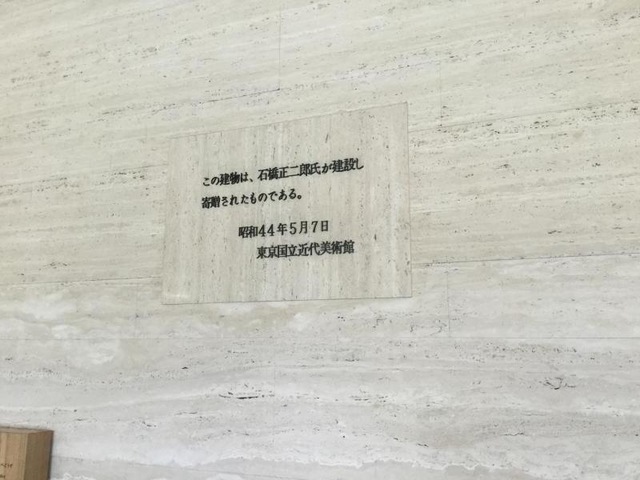 この建物は、石橋正二郎氏が建設し
寄贈されたものである。
昭和44年5月7日
東京国立近代美術館